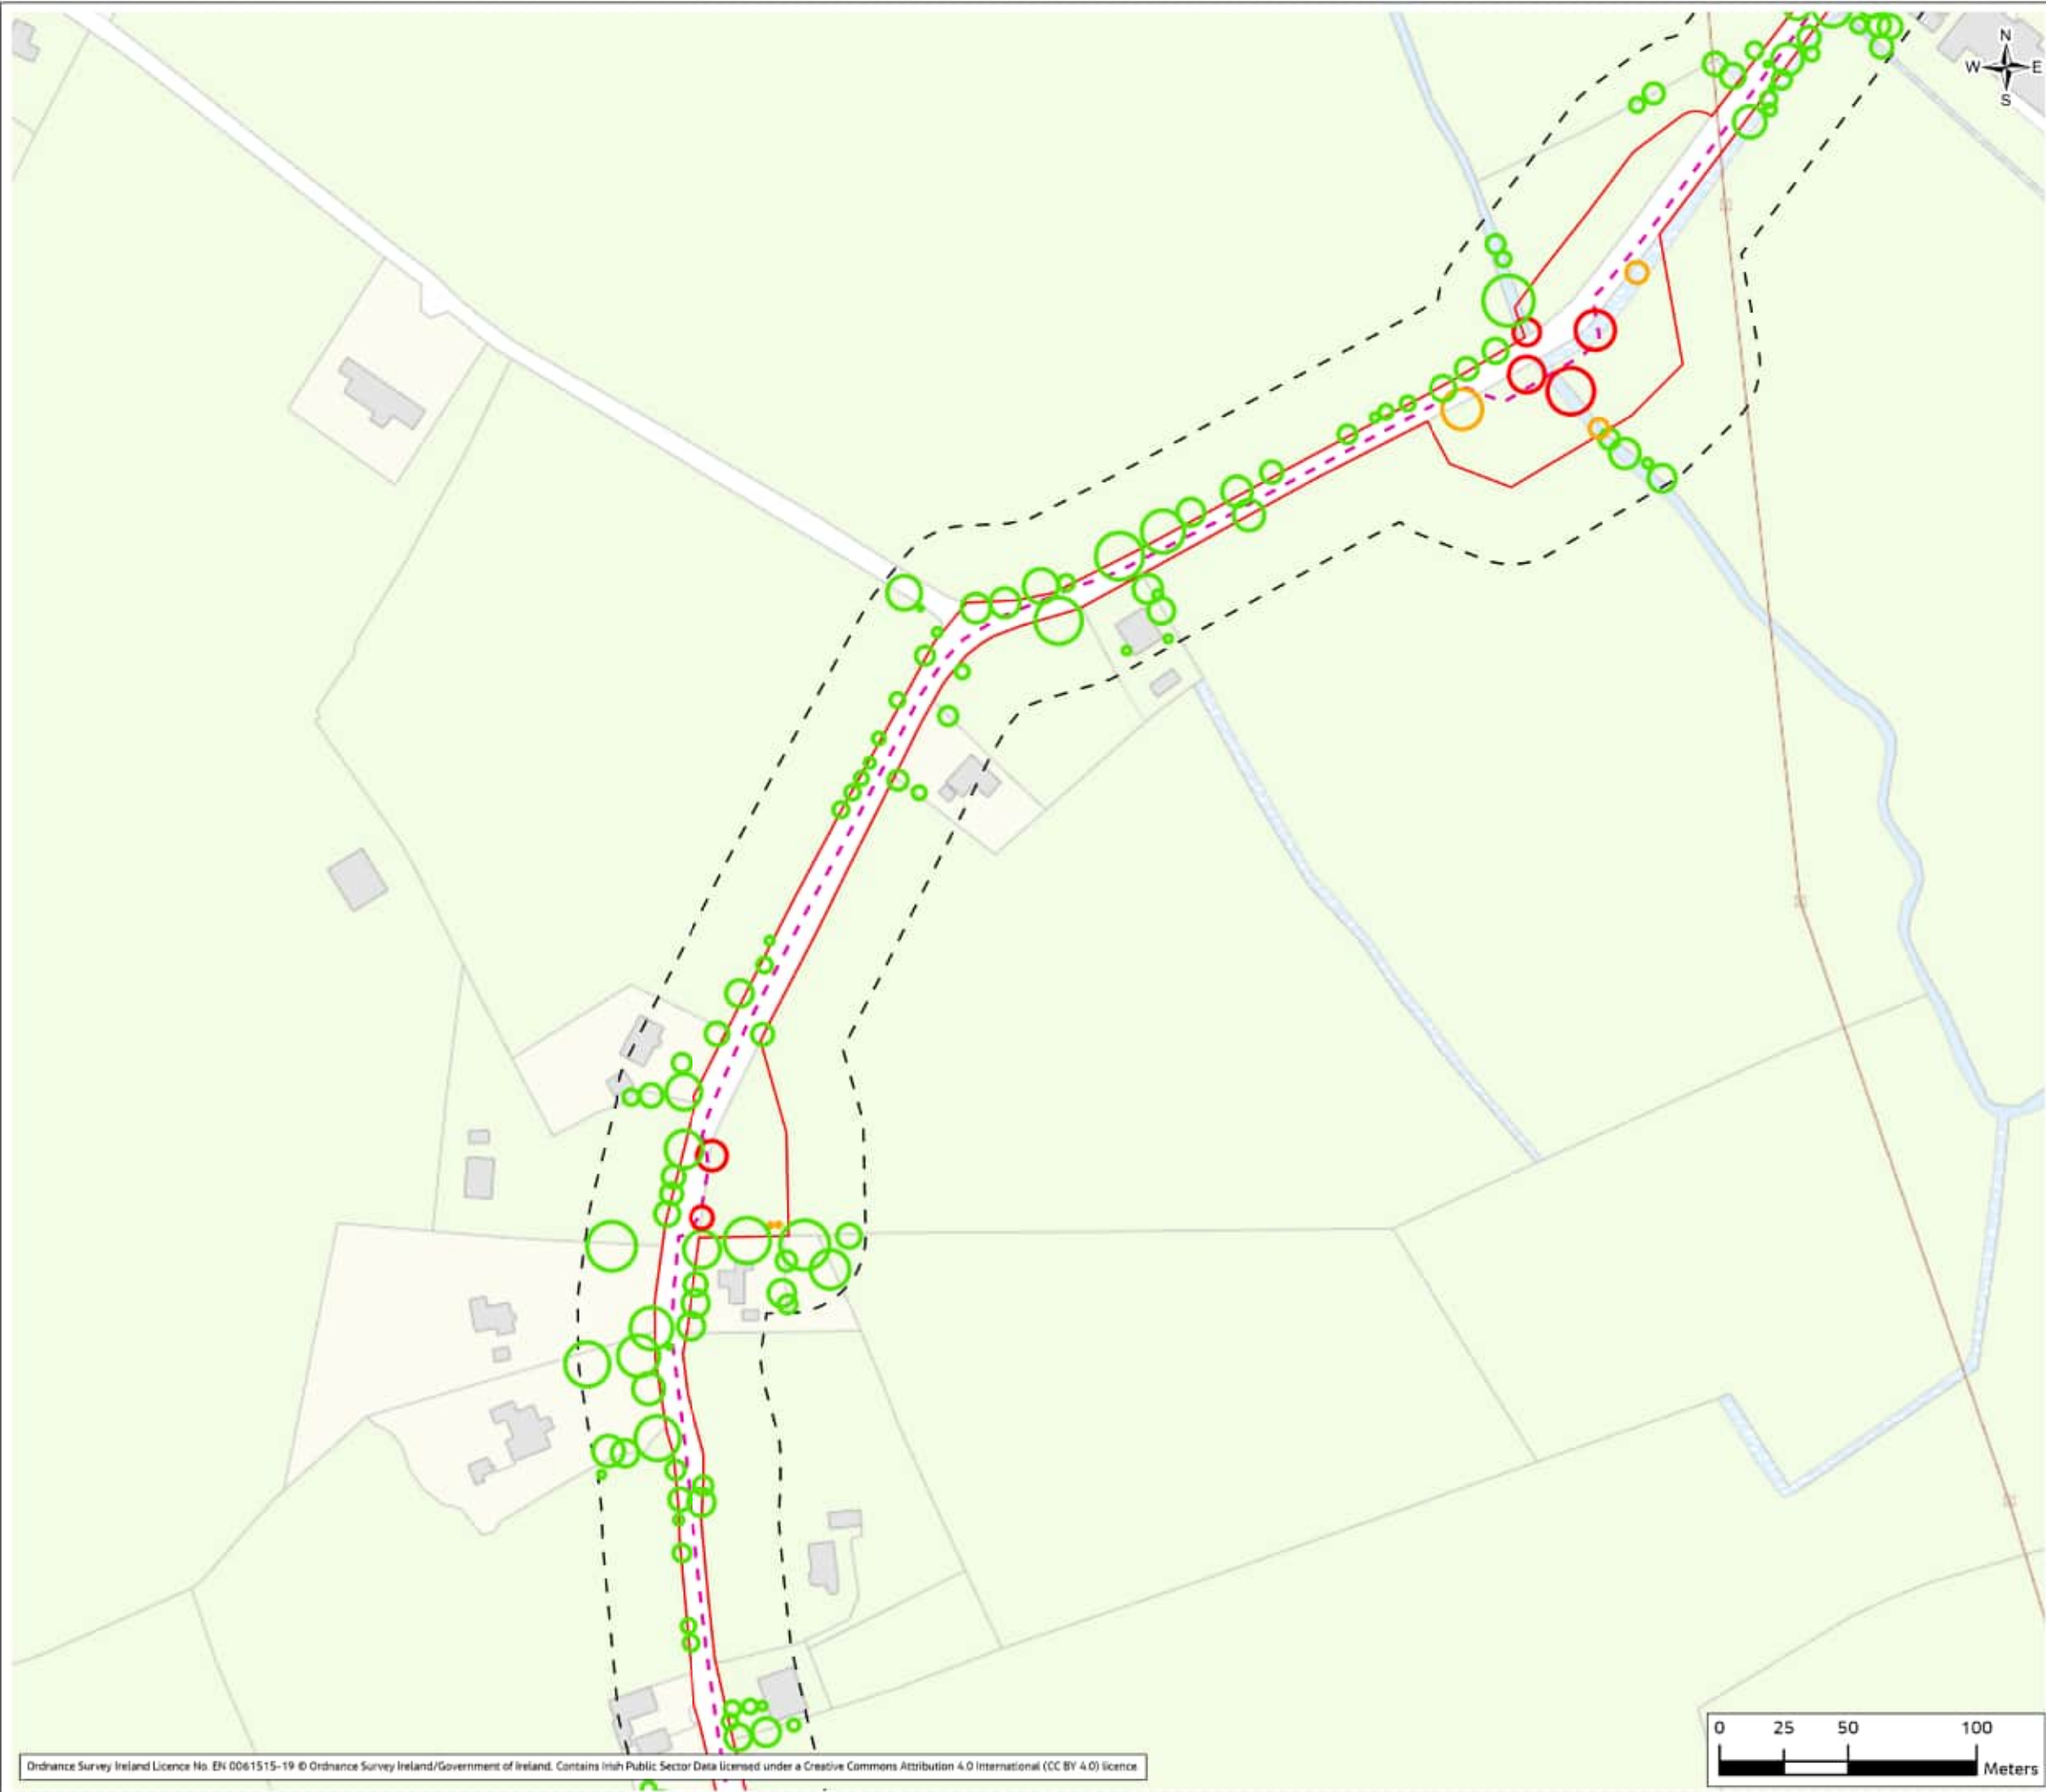 N
W E
S
0 25 50 100
Meters
Ordnance Survey Ireland Licence No. EN 0061515-19 © Ordnance Survey Ireland/Government of Ireland. Contains Irish Public Sector Data licensed under a Creative Commons Attribution 4.0 International (CC BY 4.0) licence